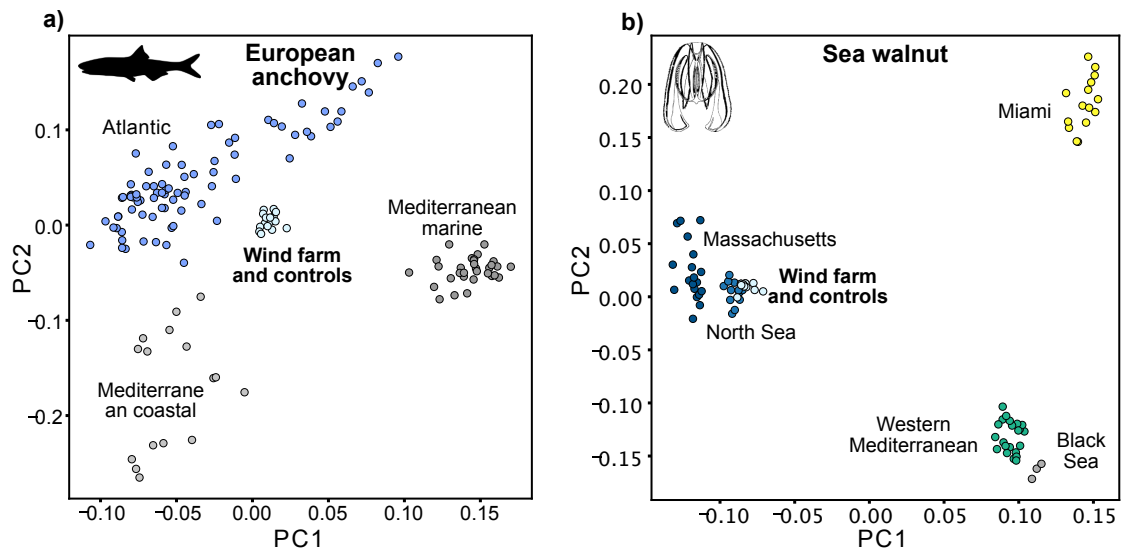 a)
European
anchovy
Atlantic
Mediterranean
marine
Wind farm
and controls
Mediterrane
an coastal
PC2
0.1
0.0
−0.1
−0.2
−0.10
−0.05
0.00
0.05
0.10
0.15
PC1
b)
Sea walnut
Miami
Massachusetts
Wind farm
and controls
North Sea
Western
Mediterranean
Black
Sea
PC2
0.20
0.15
0.10
0.05
0.00
−0.05
−0.10
−0.15
−0.10
−0.05
0.00
0.05
0.10
0.15
PC1